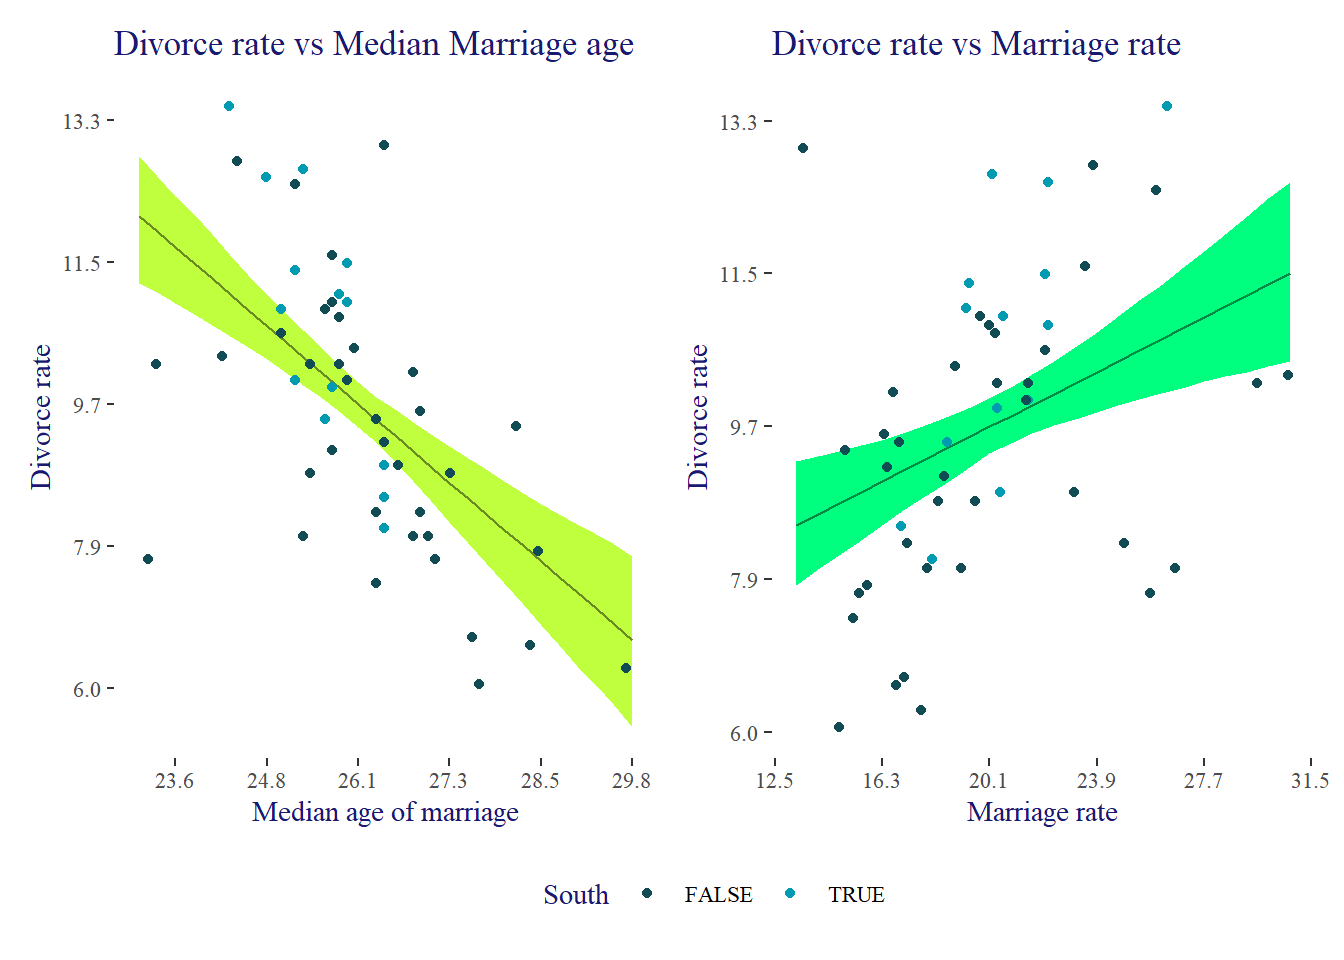 Divorce rate vs Median Marriage age
13.3
11.5
9.7
7.9
6.0
Divorce rate
23.6 24.8 26.1 27.3 28.5 29.8
Median age of marriage
Divorce rate vs Marriage rate
13.3
11.5
9.7
7.9
6.0
Divorce rate
12.5 16.3 20.1 23.9 27.7 31.5
Marriage rate
South FALSE TRUE